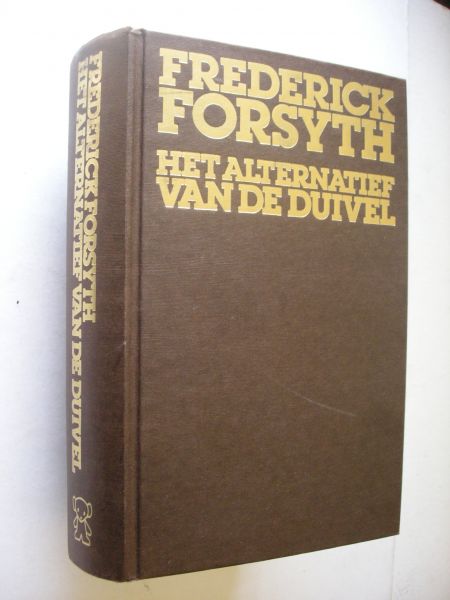 FREDERICK
FORSYTH
HET ALTERNATIEF
VAN DE DUIVEL
FREDERICK FORSYTH
HET ALTERNATIEF VAN DE DUIVEL